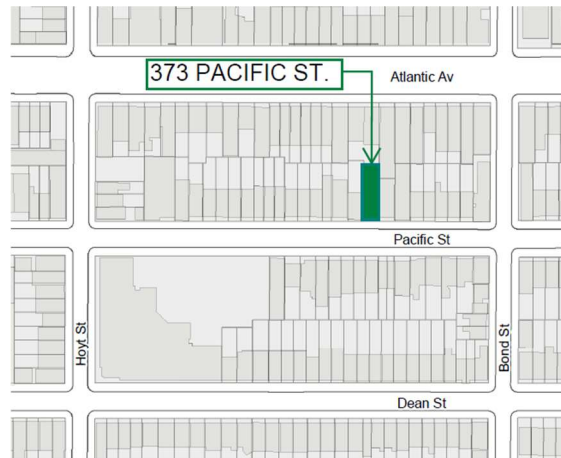 373 PACIFIC ST.
Atlantic Av
Pacific St
Hoyt St
Bond St
Dean St